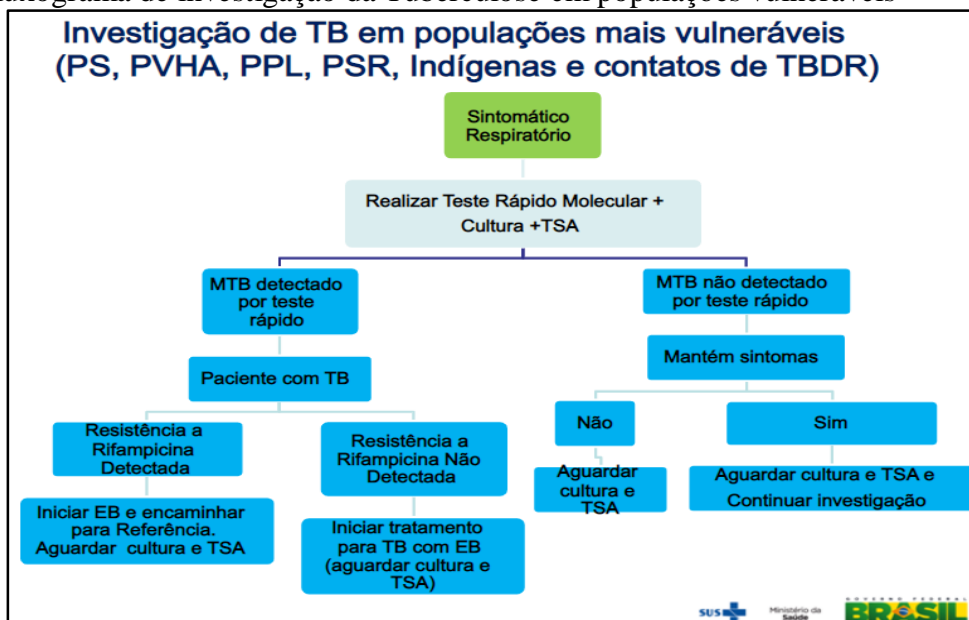 Investigação de TB em populações mais vulneráveis
(PS, PVHA, PPL, PSR, Indígenas e contatos de TBDR)
Sintomático
Respiratório
Realizar Teste Rápido Molecular +
Cultura +TSA
MTB detectado
por teste
rápido
MTB não detectado
por teste rápido
Paciente com TB
Mantém sintomas
Resistência a
Rifampicina
Detectada
Resistência a
Rifampicina Não
Detectada
Não
Sim
Iniciar EB e encaminhar
para Referência.
Aguardar cultura e TSA
Iniciar tratamento
para TB com EB
(aguardar cultura e
TSA)
Aguardar
cultura e
TSA
Aguardar cultura e TSA e
Continuar investigação
SUS
Ministério da
Saúde
GOVERNO FEDERAL
BRASIL